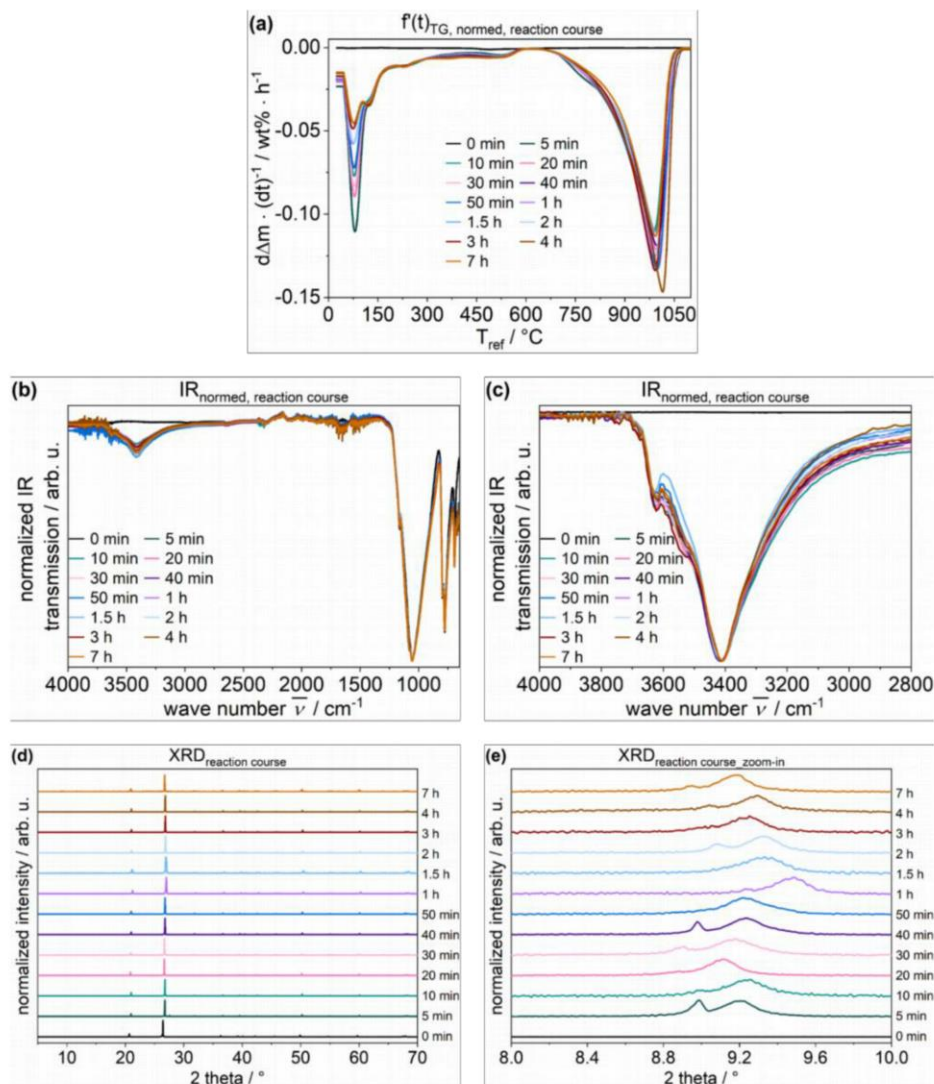 (a)
f'(t)TG, normed, reaction course
0.00
-0.05
-0.10
-0.15
dΔm · (dt)⁻¹ / wt% · h⁻¹
0 min 5 min
10 min 20 min
30 min 40 min
50 min 1 h
1.5 h 2 h
3 h 4 h
7 h
0 150 300 450 600 750 900 1050
Tref / °C
(b)
IRnormed, reaction course
normalized IR
transmission / arb. u.
0 min 5 min
10 min 20 min
30 min 40 min
50 min 1 h
1.5 h 2 h
3 h 4 h
7 h
4000 3500 3000 2500 2000 1500 1000
wave number ν̅ / cm⁻¹
(c)
IRnormed, reaction course
normalized IR
transmission / arb. u.
0 min 5 min
10 min 20 min
30 min 40 min
50 min 1 h
1.5 h 2 h
3 h 4 h
7 h
4000 3800 3600 3400 3200 3000 2800
wave number ν̅ / cm⁻¹
(d)
XRDreaction course
normalized intensity / arb. u.
7 h
4 h
3 h
2 h
1.5 h
1 h
50 min
40 min
30 min
20 min
10 min
5 min
0 min
10 20 30 40 50 60 70
2 theta / °
(e)
XRDreaction course_zoom-in
normalized intensity / arb. u.
7 h
4 h
3 h
2 h
1.5 h
1 h
50 min
40 min
30 min
20 min
10 min
5 min
0 min
8.0 8.4 8.8 9.2 9.6 10.0
2 theta / °